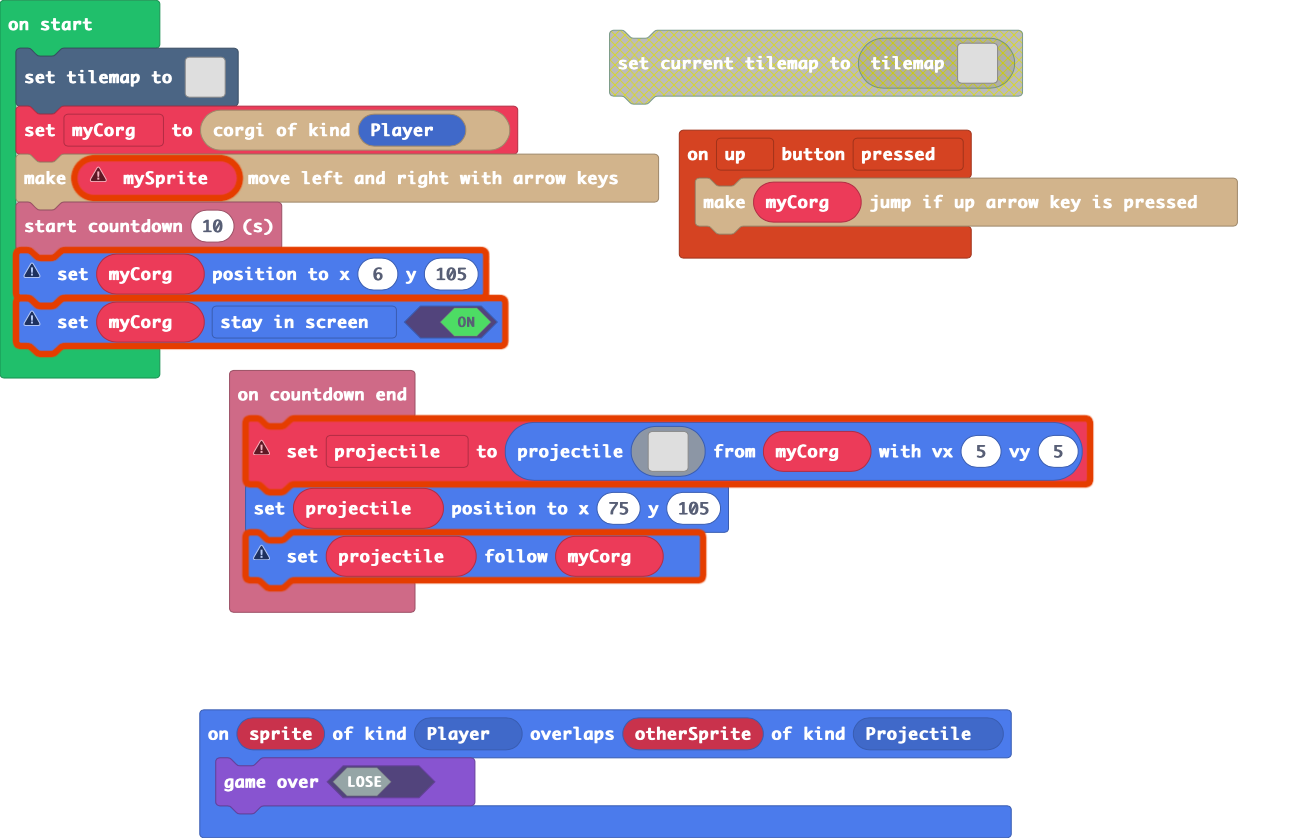 on start
set tilemap to
set myCorg to corgi of kind Player
make mySprite move left and right with arrow keys
start countdown 10 (s)
set myCorg position to x 6 y 105
set myCorg stay in screen ON
set current tilemap to tilemap
on up button pressed
make myCorg jump if up arrow key is pressed
on countdown end
set projectile to projectile from myCorg with vx 5 vy 5
set projectile position to x 75 y 105
set projectile follow myCorg
on sprite of kind Player overlaps otherSprite of kind Projectile
game over LOSE